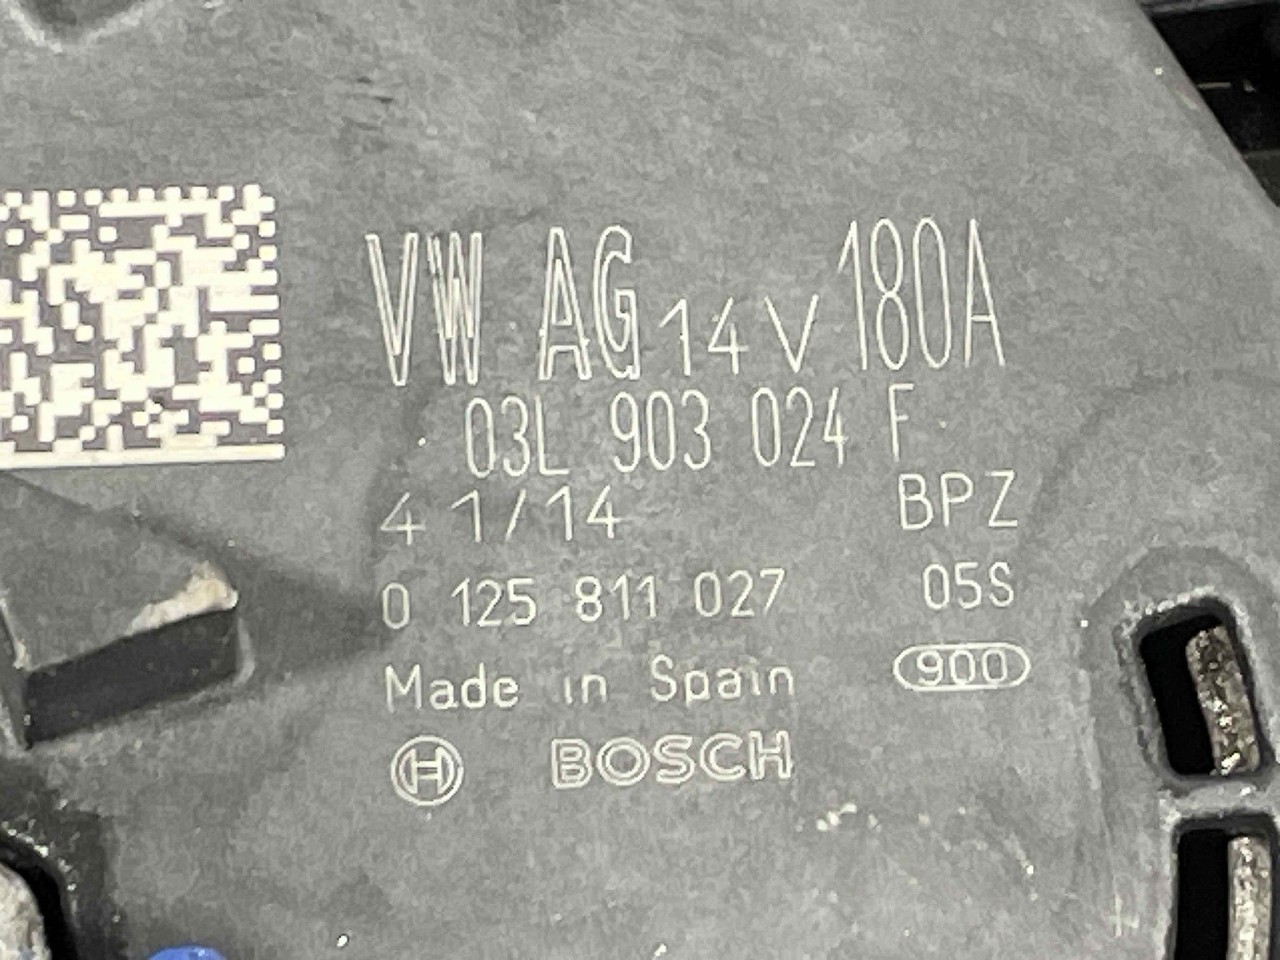 VW AG 14V 180A
03L 903 024 F
41/14 BPZ
0 125 811 027 05S
Made in Spain 900
H BOSCH